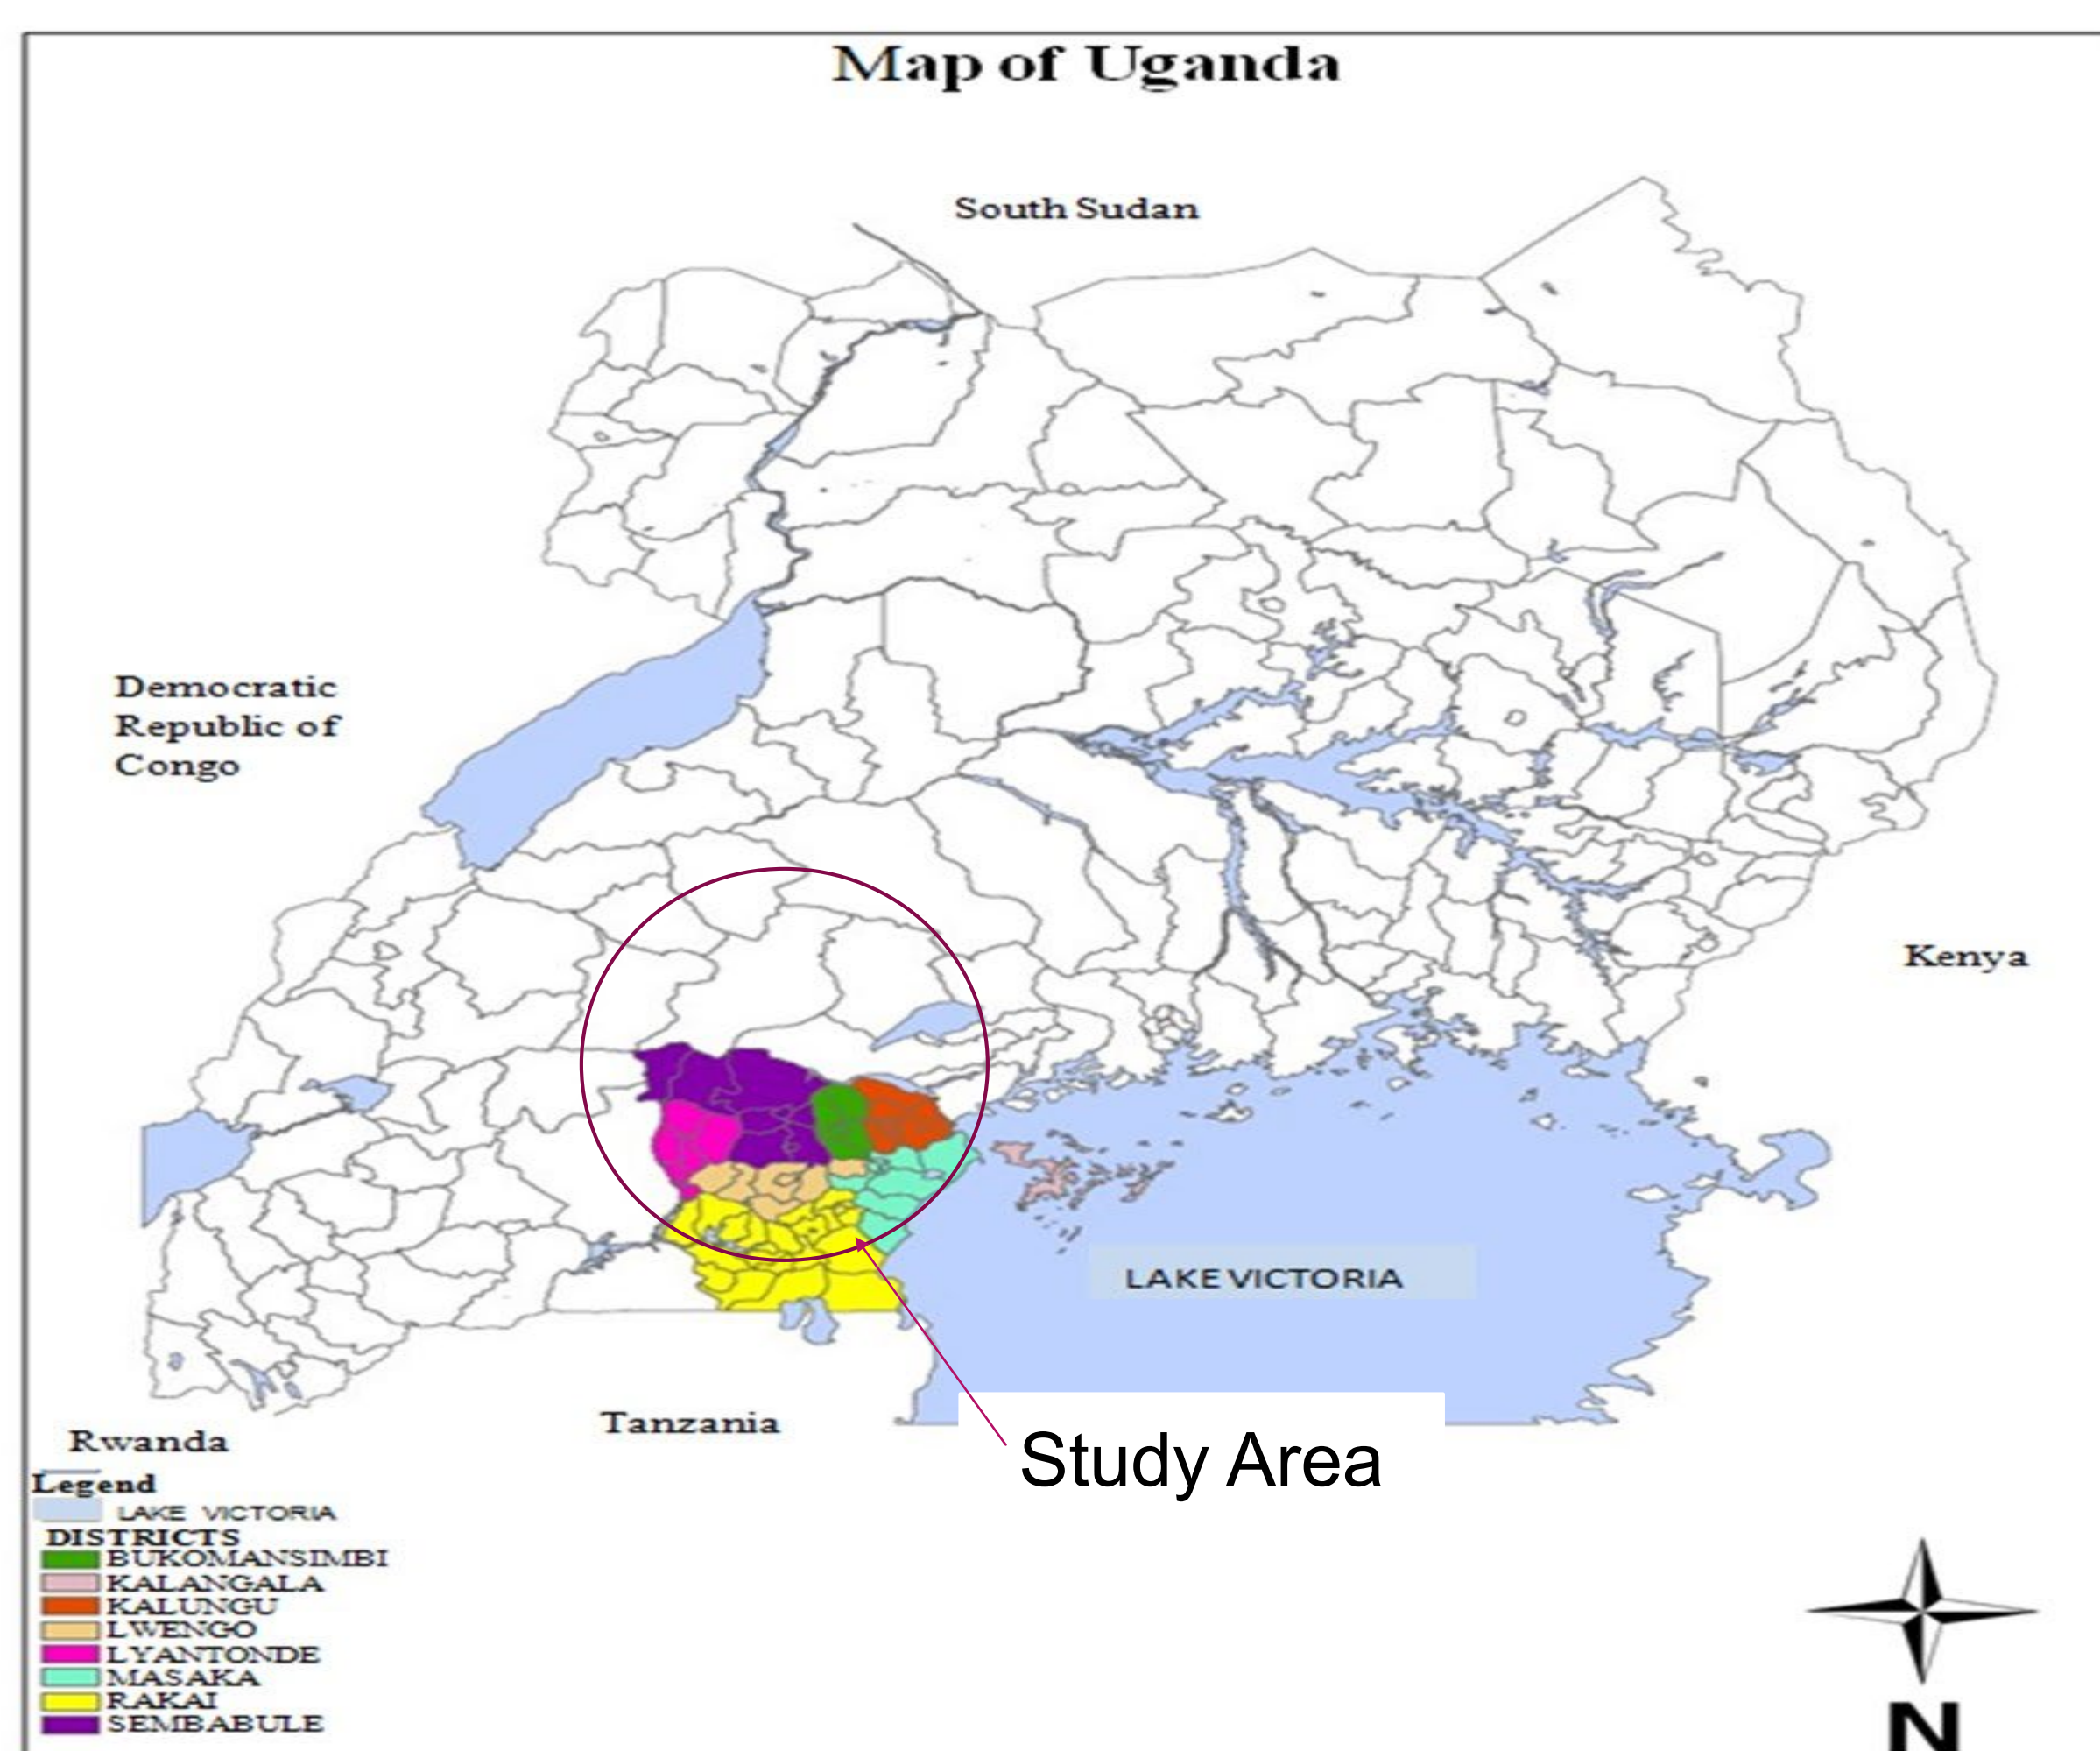 Map of Uganda
South Sudan
Democratic
Republic of
Congo
Kenya
LAKE VICTORIA
Tanzania
Rwanda
Study Area
Legend
LAKE VICTORIA
DISTRICTS
BUKOMANSIMBI
KALANGALA
KALUNGU
LWENGO
LYANTONDE
MASAKA
RAKAI
SEMBABULE
N